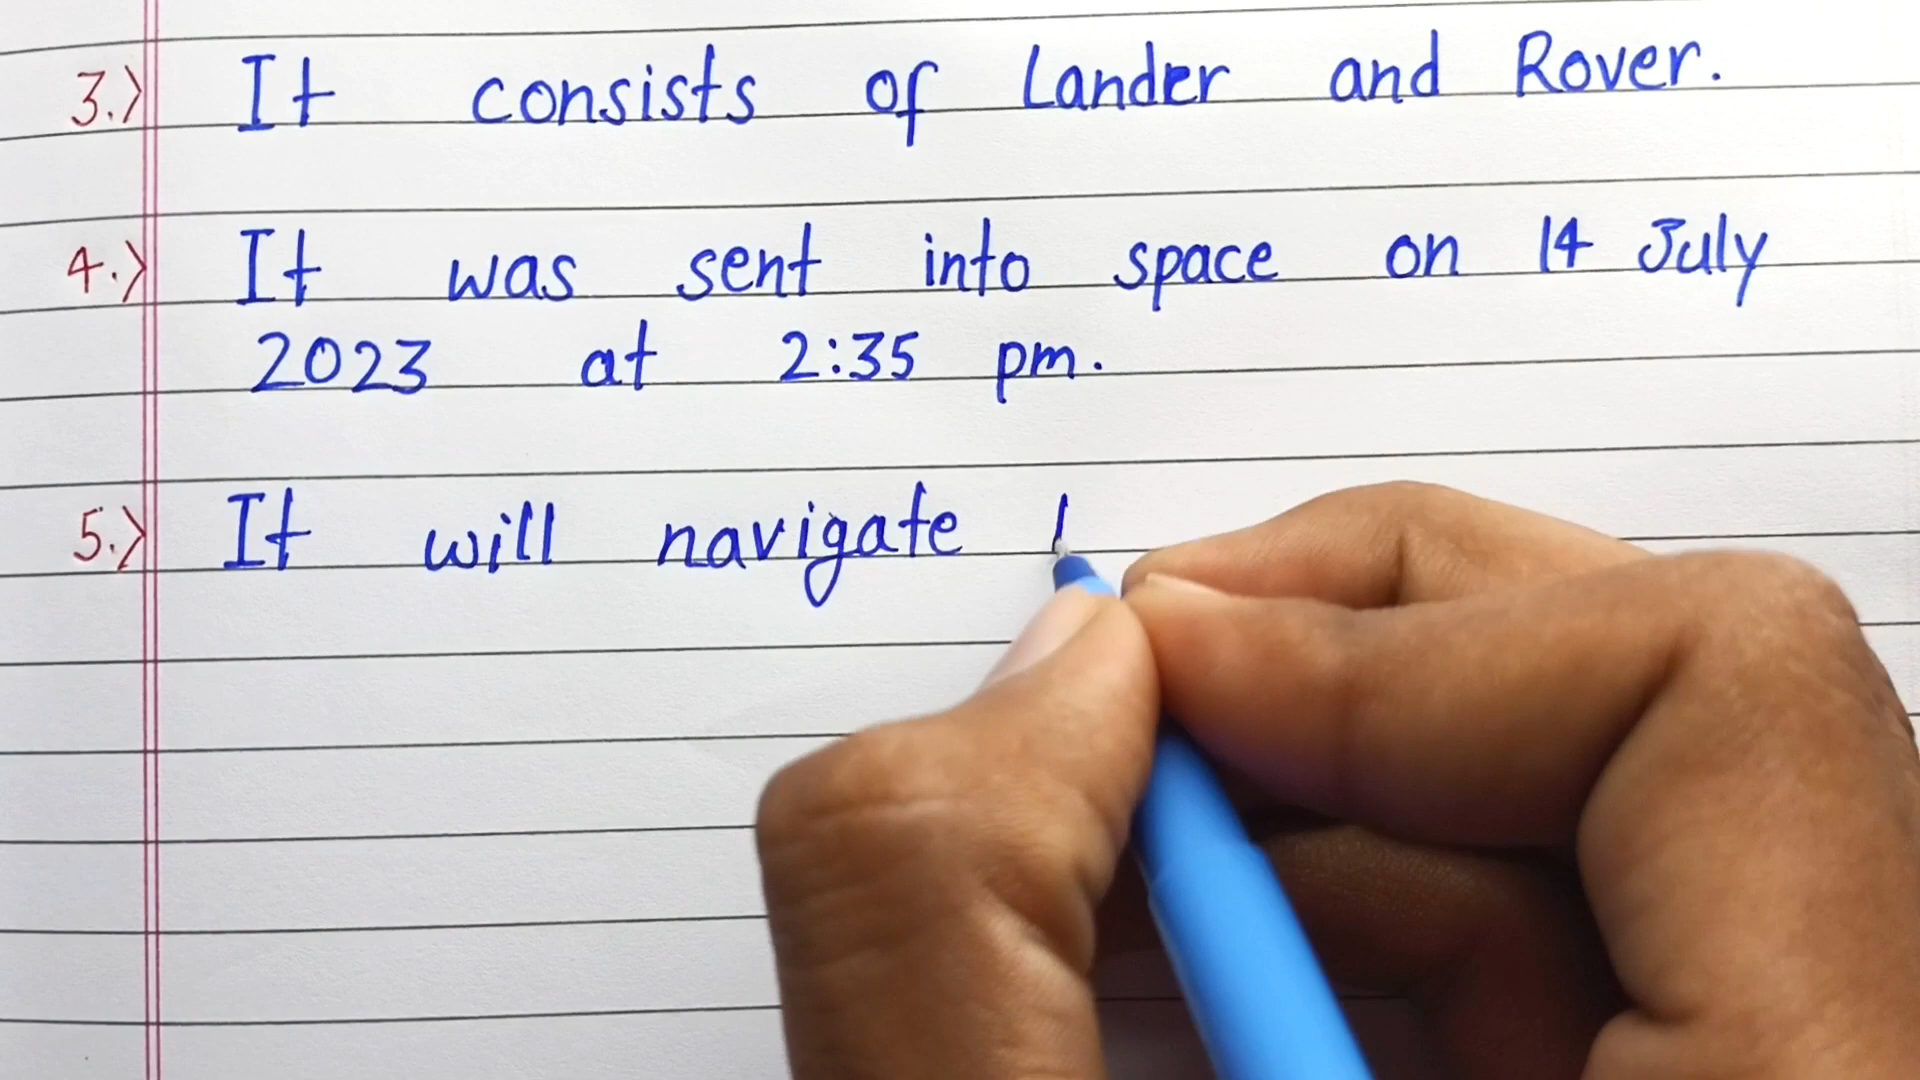 3.) It consists of Lander and Rover.
4.) It was sent into space on 14 July
2023 at 2:35 pm.
5.) It will navigate